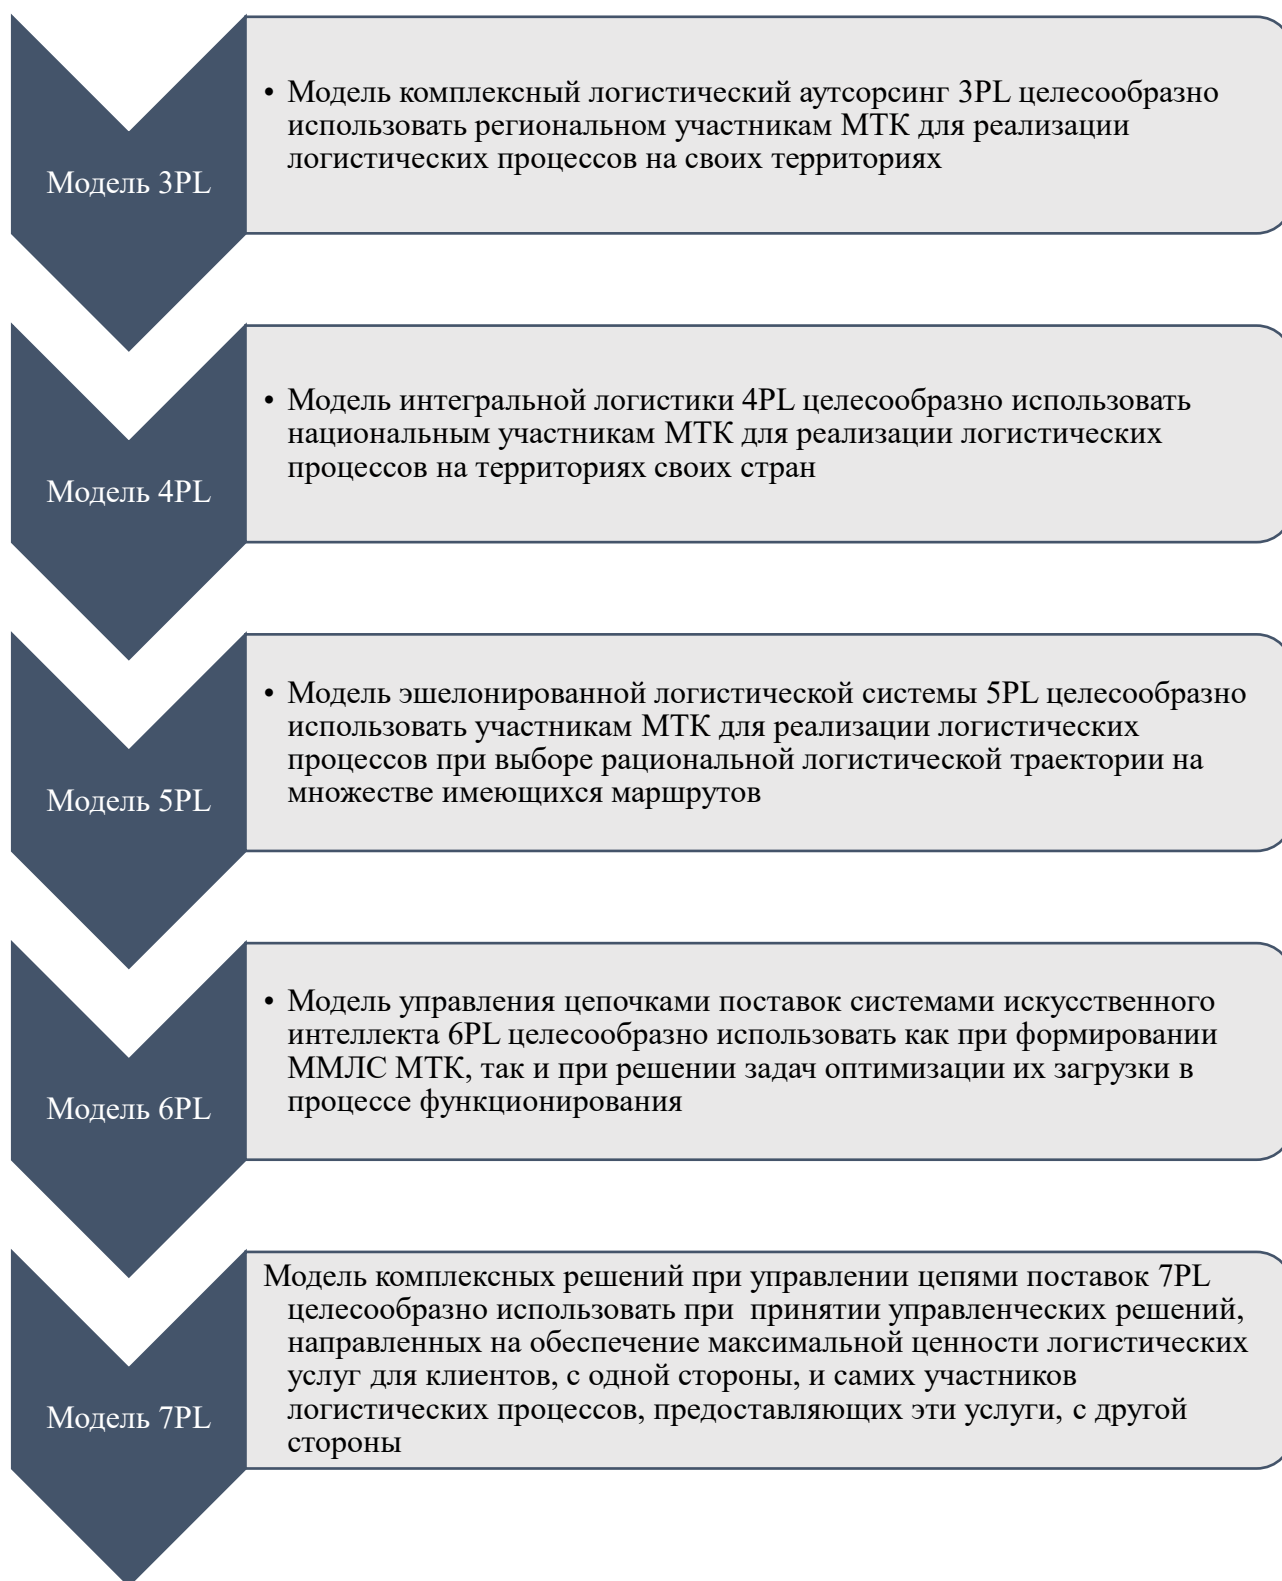 Модель 3PL
• Модель комплексный логистический аутсорсинг 3PL целесообразно
использовать региональном участникам МТК для реализации
логистических процессов на своих территориях
Модель 4PL
• Модель интегральной логистики 4PL целесообразно использовать
национальным участникам МТК для реализации логистических
процессов на территориях своих стран
Модель 5PL
• Модель эшелонированной логистической системы 5PL целесообразно
использовать участникам МТК для реализации логистических
процессов при выборе рациональной логистической траектории на
множестве имеющихся маршрутов
Модель 6PL
• Модель управления цепочками поставок системами искусственного
интеллекта 6PL целесообразно использовать как при формировании
ММЛС МТК, так и при решении задач оптимизации их загрузки в
процессе функционирования
Модель 7PL
Модель комплексных решений при управлении цепями поставок 7PL
целесообразно использовать при принятии управленческих решений,
направленных на обеспечение максимальной ценности логистических
услуг для клиентов, с одной стороны, и самих участников
логистических процессов, предоставляющих эти услуги, с другой
стороны